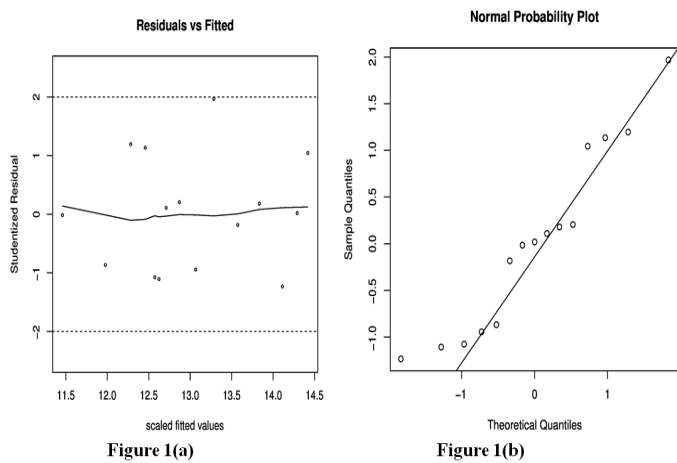 Residuals vs Fitted
Studentized Residual
2
1
0
-1
-2
11.5 12.0 12.5 13.0 13.5 14.0 14.5
scaled fitted values
Figure 1(a)
Normal Probability Plot
Sample Quantiles
2.0
1.5
1.0
0.5
0.0
-0.5
-1.0
-1 0 1
Theoretical Quantiles
Figure 1(b)